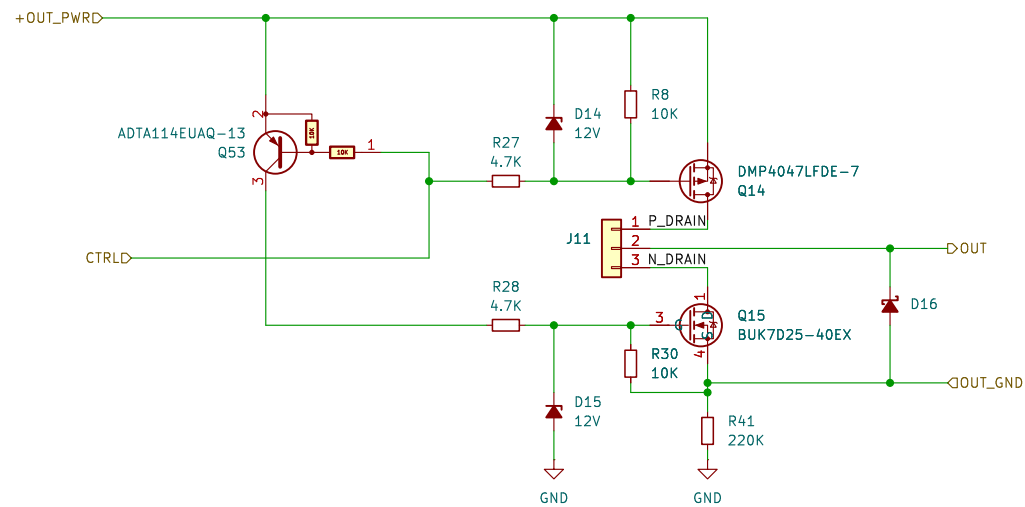 +OUT_PWR
2
10K
ADTA114EUAQ-13
Q53
10K
1
3
CTRL
R27
4.7K
D14
12V
R8
10K
DMP4047LFDE-7
Q14
J11
1
P_DRAIN
2
3
N_DRAIN
OUT
D16
R28
4.7K
1
3
G
D
S
4
Q15
BUK7D25-40EX
R30
10K
OUT_GND
D15
12V
R41
220K
GND
GND